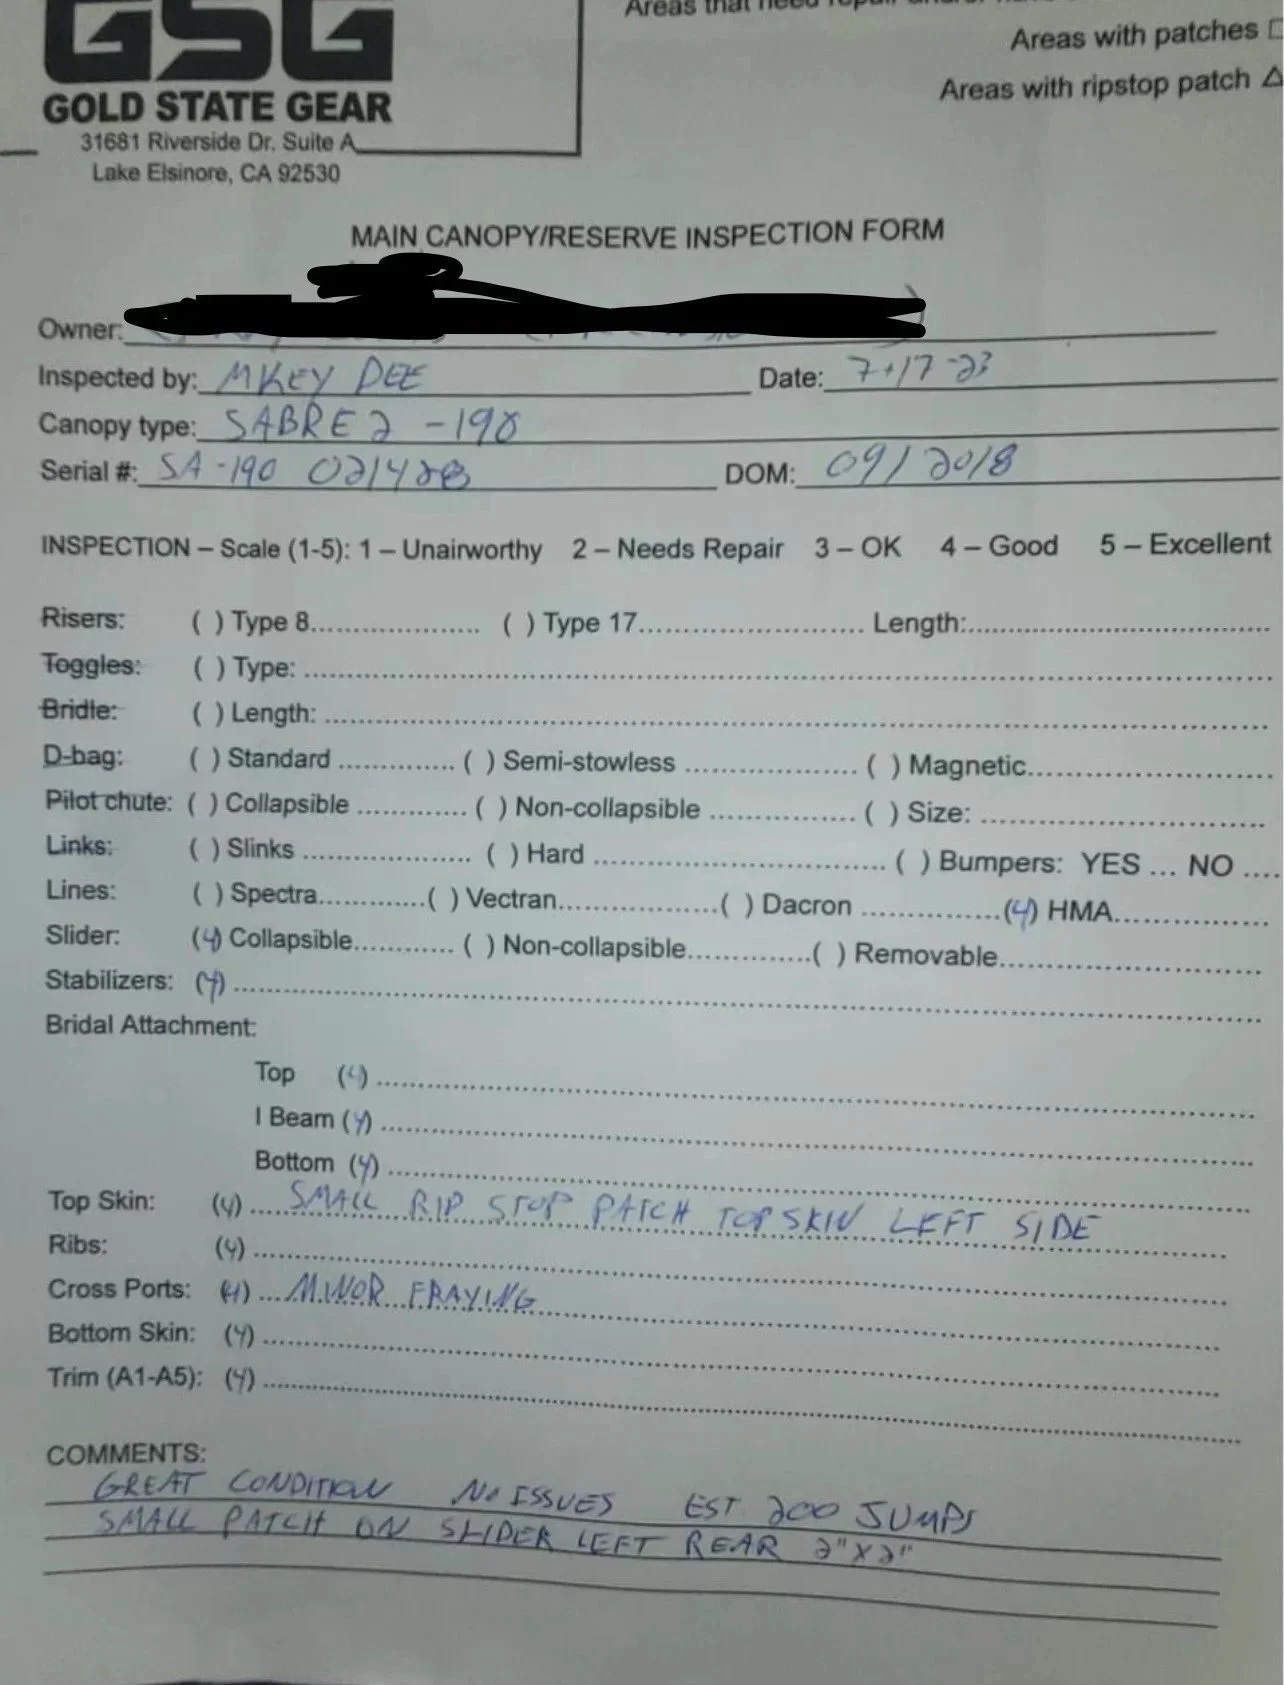 GSG
GOLD STATE GEAR
31681 Riverside Dr. Suite A
Lake Elsinore, CA 92530
Areas that need repair
Areas with patches
Areas with ripstop patch
MAIN CANOPY/RESERVE INSPECTION FORM
Owner:
Inspected by: MKEY DEE Date: 7-17-23
Canopy type: SABRE 2 -190
Serial #: SA-190 DOM: 09/2018
INSPECTION – Scale (1-5): 1 – Unairworthy 2 – Needs Repair 3 – OK 4 – Good 5 – Excellent
Risers: ( ) Type 8.................... ( ) Type 17........................... Length:....................................
Toggles: ( ) Type: ....................................................................................
Bridle: ( ) Length: ....................................................................................
D-bag: ( ) Standard .............. ( ) Semi-stowless ..................... ( ) Magnetic.............................
Pilot chute: ( ) Collapsible ............. ( ) Non-collapsible .................. ( ) Size: ..................................
Links: ( ) Slinks .................... ( ) Hard ................................... ( ) Bumpers: YES ... NO ....
Lines: ( ) Spectra.............( ) Vectran...................( ) Dacron ................(4) HMA..................
Slider: (4) Collapsible............ ( ) Non-collapsible..............( ) Removable..............................
Stabilizers: (4) ....................................................................................
Bridal Attachment:
Top (4) ....................................................................................
I Beam (4) ....................................................................................
Bottom (4) ....................................................................................
Top Skin: (4) .... SMALL RIP STOP PATCH TOP SKIN LEFT SIDE
Ribs: (4) ....................................................................................
Cross Ports: (4) ... MINOR FRAYING
Bottom Skin: (4) ....................................................................................
Trim (A1-A5): (4) ....................................................................................
COMMENTS:
GREAT CONDITION NO ISSUES EST. 200 JUMPS
SMALL PATCH ON SLIDER LEFT REAR 2"X2"